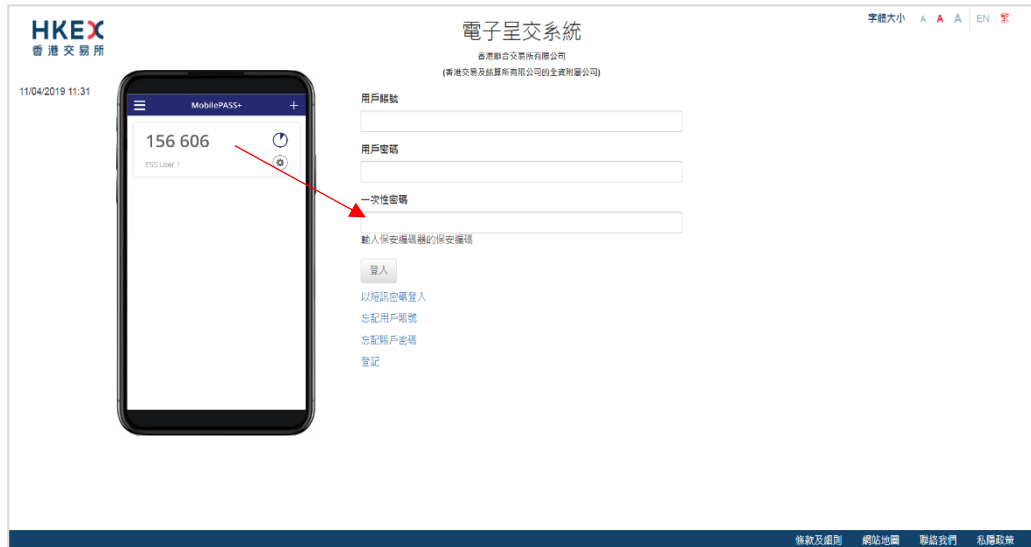 HKEX
香港交易所
電子呈交系統
香港聯合交易所有限公司
(香港交易及結算所有限公司的全資附屬公司)
字體大小 A A A EN 繁
11/04/2019 11:31
MobilePASS+
156 606
ESS User 1
用戶賬號
用戶密碼
一次性密碼
輸入保安編碼器的保安編碼
登入
以短訊密碼登入
忘記用戶賬號
忘記賬戶密碼
登記
條款及細則 網站地圖 聯絡我們 私隱政策